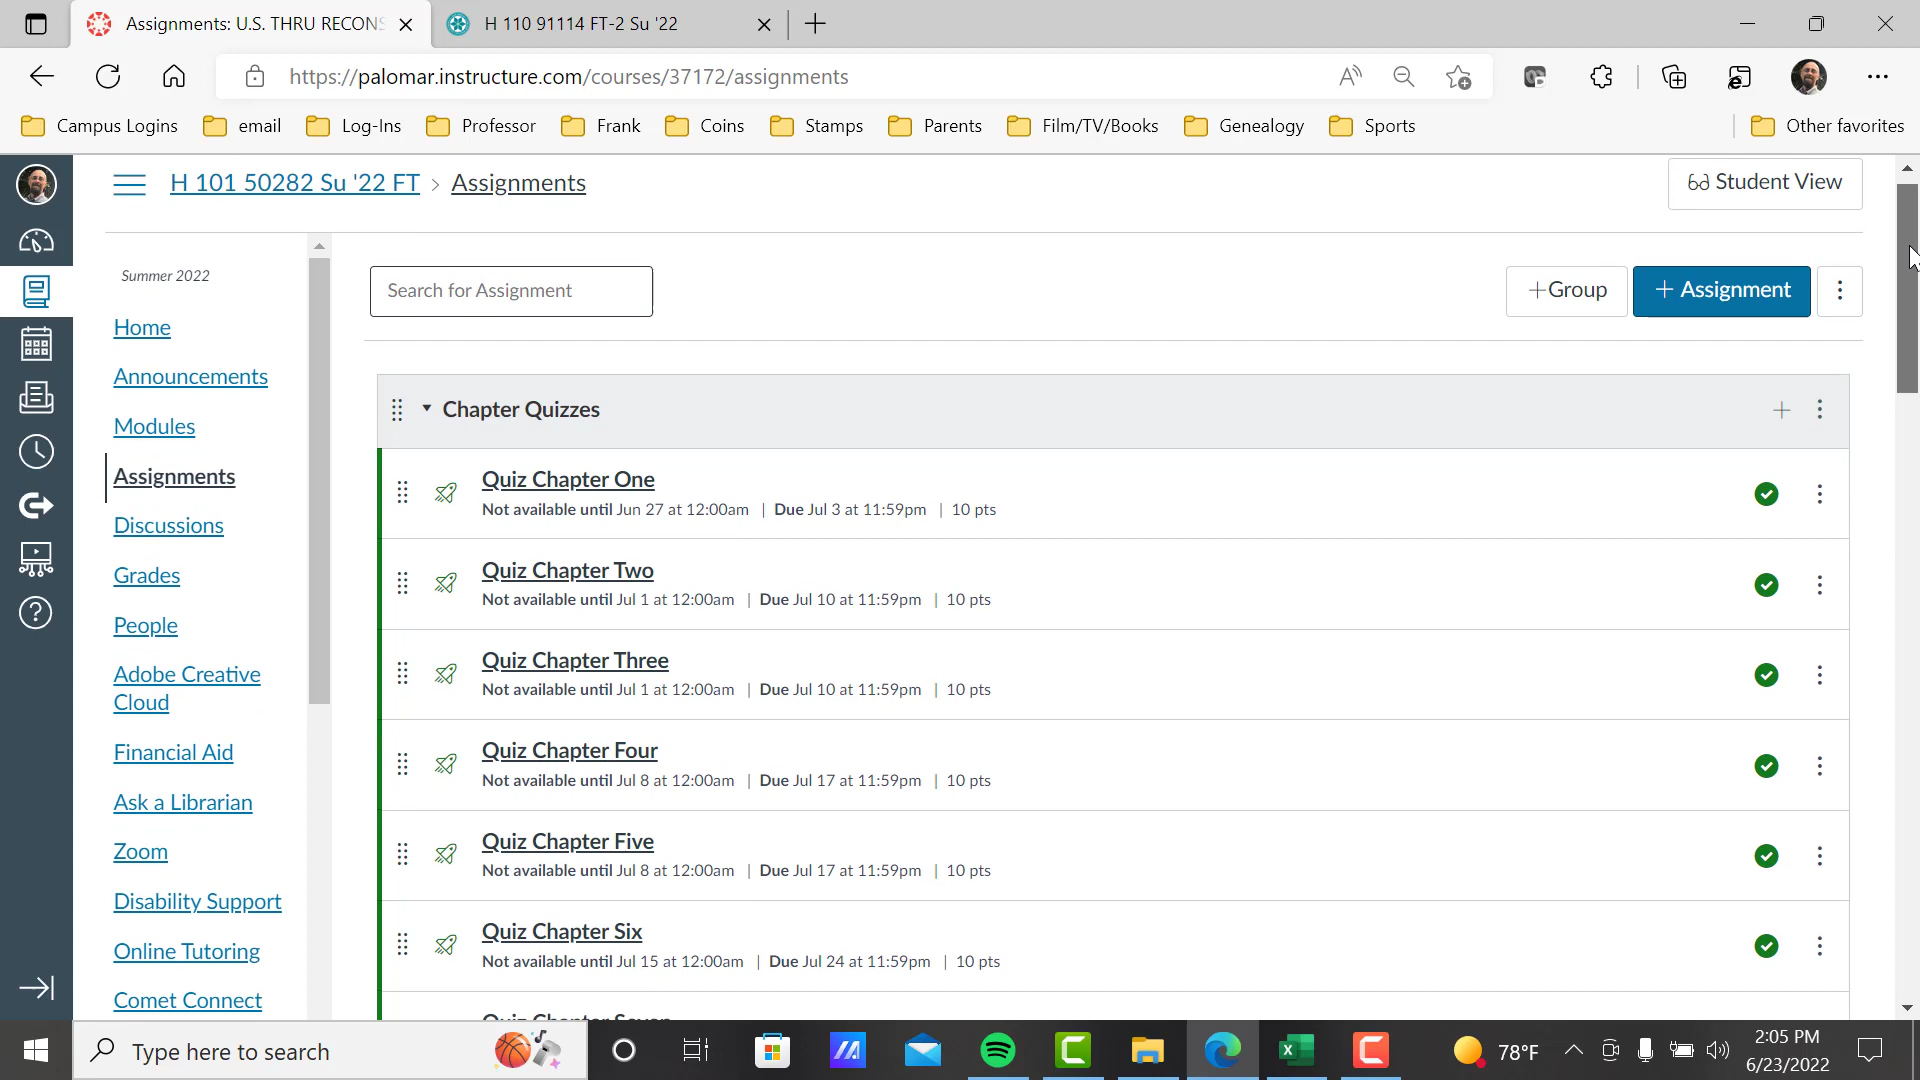 Assignments: U.S. THRU RECONS
H 110 91114 FT-2 Su '22
https://palomar.instructure.com/courses/37172/assignments
Campus Logins
email
Log-Ins
Professor
Frank
Coins
Stamps
Parents
Film/TV/Books
Genealogy
Sports
Other favorites
H 101 50282 Su '22 FT > Assignments
Student View
Summer 2022
Home
Announcements
Modules
Assignments
Discussions
Grades
People
Adobe Creative
Cloud
Financial Aid
Ask a Librarian
Zoom
Disability Support
Online Tutoring
Comet Connect
Search for Assignment
+Group
+ Assignment
Chapter Quizzes
Quiz Chapter One
Not available until Jun 27 at 12:00am | Due Jul 3 at 11:59pm | 10 pts
Quiz Chapter Two
Not available until Jul 1 at 12:00am | Due Jul 10 at 11:59pm | 10 pts
Quiz Chapter Three
Not available until Jul 1 at 12:00am | Due Jul 10 at 11:59pm | 10 pts
Quiz Chapter Four
Not available until Jul 8 at 12:00am | Due Jul 17 at 11:59pm | 10 pts
Quiz Chapter Five
Not available until Jul 8 at 12:00am | Due Jul 17 at 11:59pm | 10 pts
Quiz Chapter Six
Not available until Jul 15 at 12:00am | Due Jul 24 at 11:59pm | 10 pts
Quiz Chapter Seven
Type here to search
78°F
2:05 PM
6/23/2022